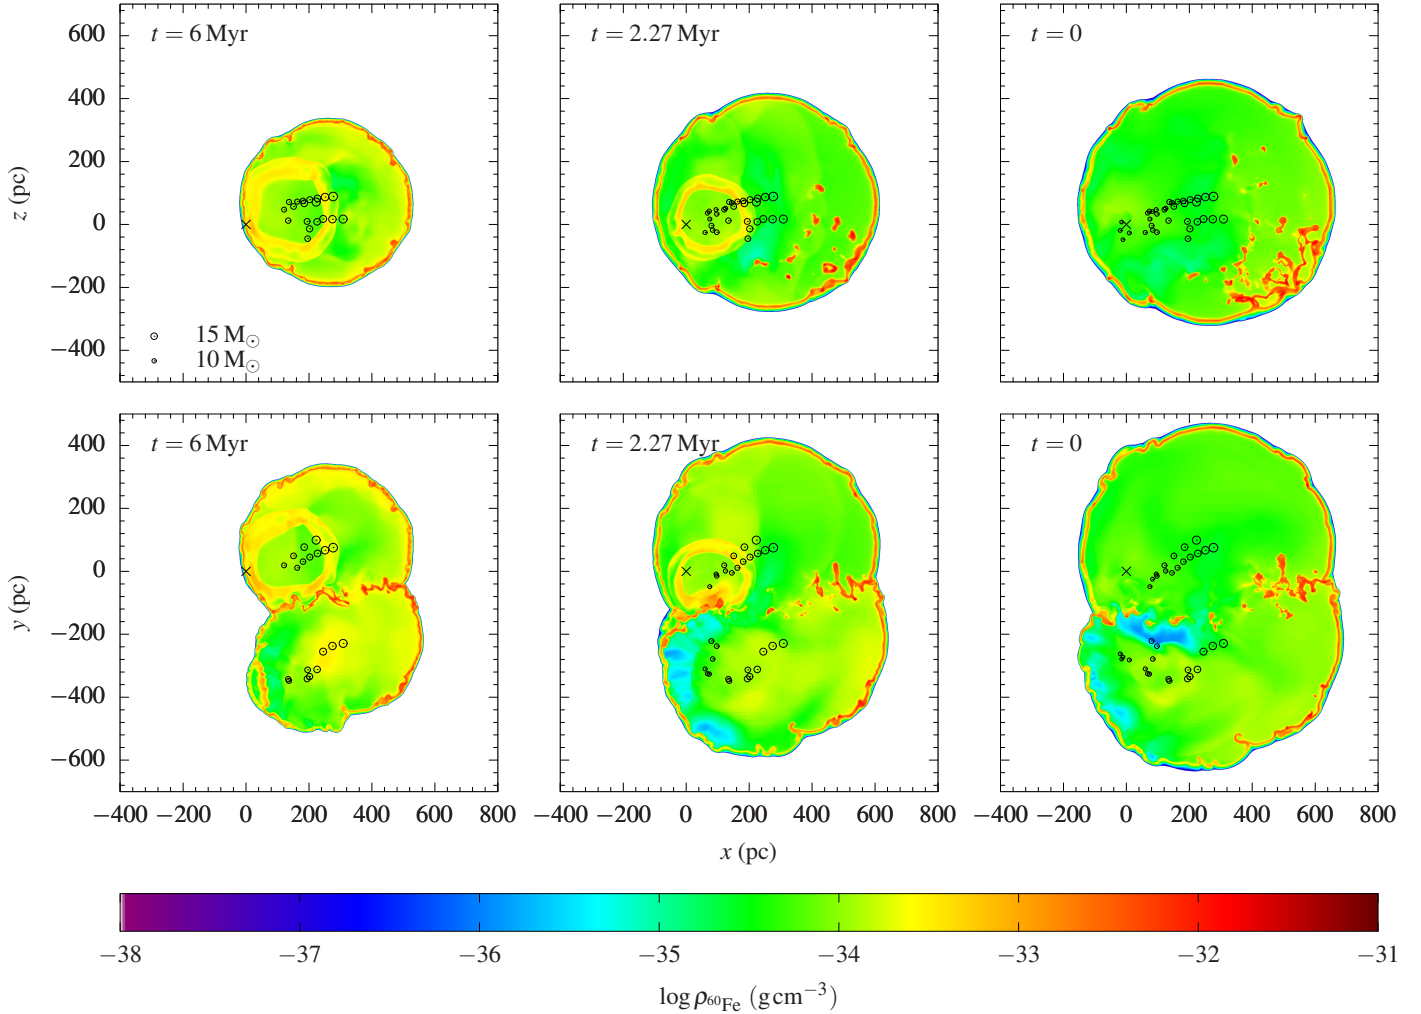 t = 6 Myr
t = 2.27 Myr
t = 0
600
400
200
0
−200
−400
z (pc)
15 M☉
10 M☉
t = 6 Myr
t = 2.27 Myr
t = 0
400
200
0
−200
−400
−600
y (pc)
−400 −200 0 200 400 600 800 −400 −200 0 200 400 600 800 −400 −200 0 200 400 600 800
x (pc)
−38 −37 −36 −35 −34 −33 −32 −31
log ρ₆₀Fe (g cm⁻³)